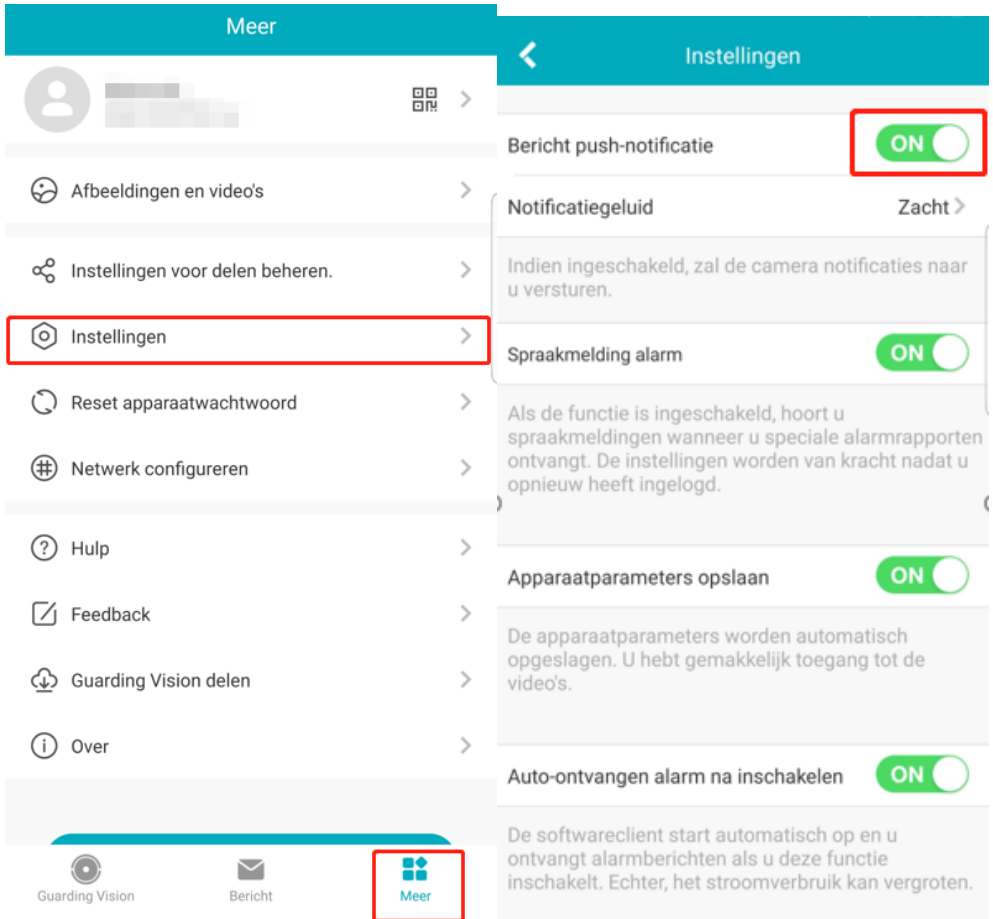 Meer
Afbeeldingen en video's
Instellingen voor delen beheren.
Instellingen
Reset apparaatwachtwoord
Netwerk configureren
Hulp
Feedback
Guarding Vision delen
Over
Guarding Vision
Bericht
Meer
Instellingen
Bericht push-notificatie
ON
Notificatiegeluid
Zacht
Indien ingeschakeld, zal de camera notificaties naar
u versturen.
Spraakmelding alarm
ON
Als de functie is ingeschakeld, hoort u
spraakmeldingen wanneer u speciale alarmrapporten
ontvangt. De instellingen worden van kracht nadat u
opnieuw heeft ingelogd.
Apparaatparameters opslaan
ON
De apparaatparameters worden automatisch
opgeslagen. U hebt gemakkelijk toegang tot de
video's.
Auto-ontvangen alarm na inschakelen
ON
De softwareclient start automatisch op en u
ontvangt alarmberichten als u deze functie
inschakelt. Echter, het stroomverbruik kan vergroten.